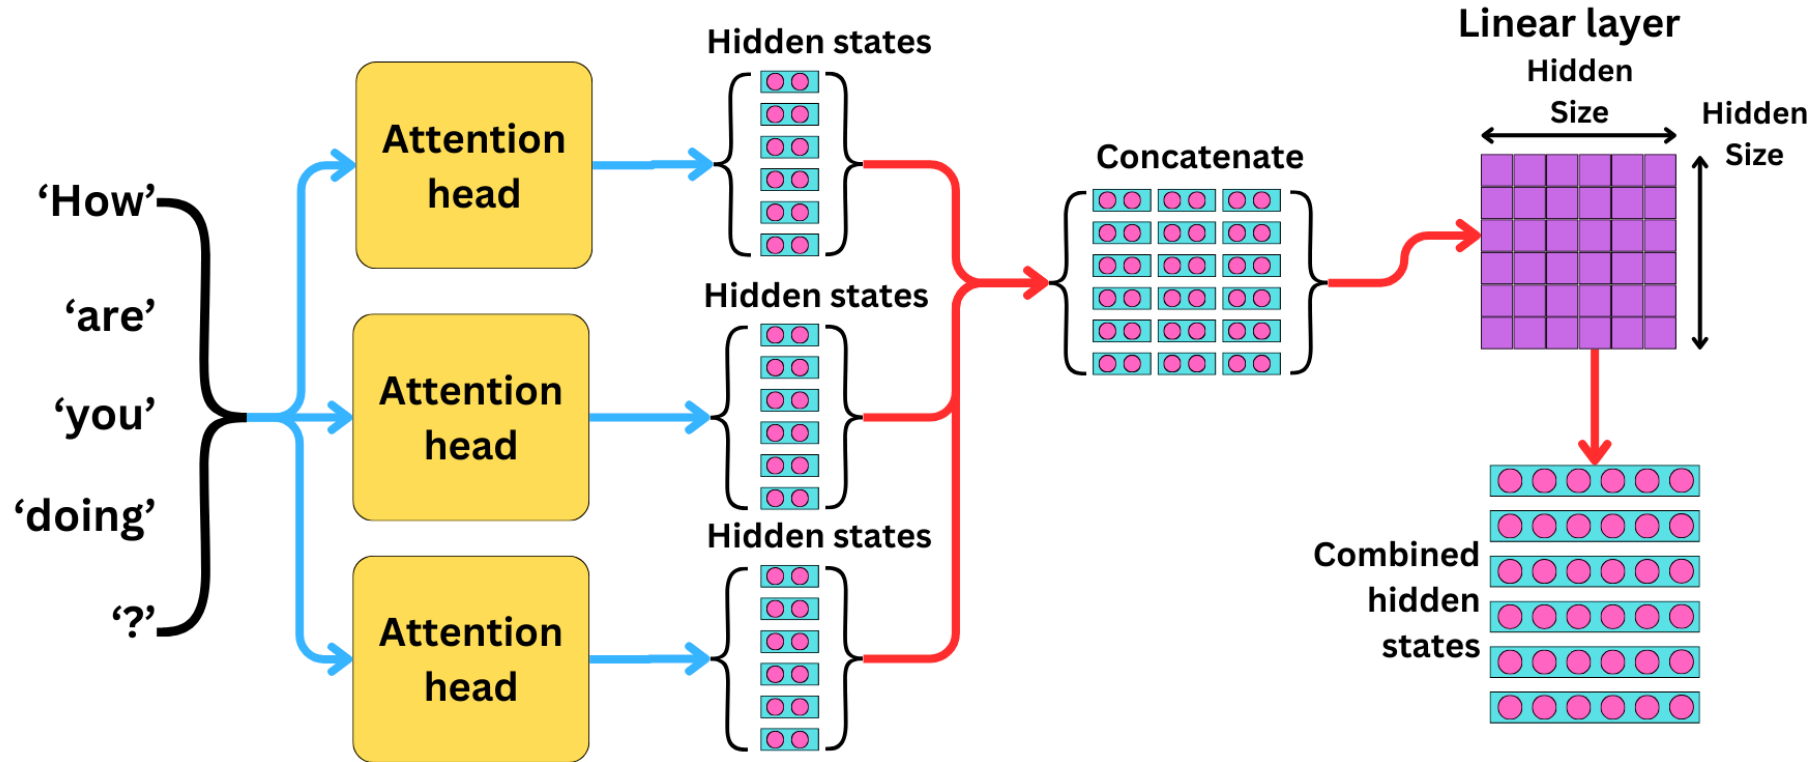 ‘How’
‘are’
‘you’
‘doing’
‘?’
Attention
head
Attention
head
Attention
head
Hidden states
Hidden states
Hidden states
Concatenate
Linear layer
Hidden
Size
Hidden
Size
Combined
hidden
states